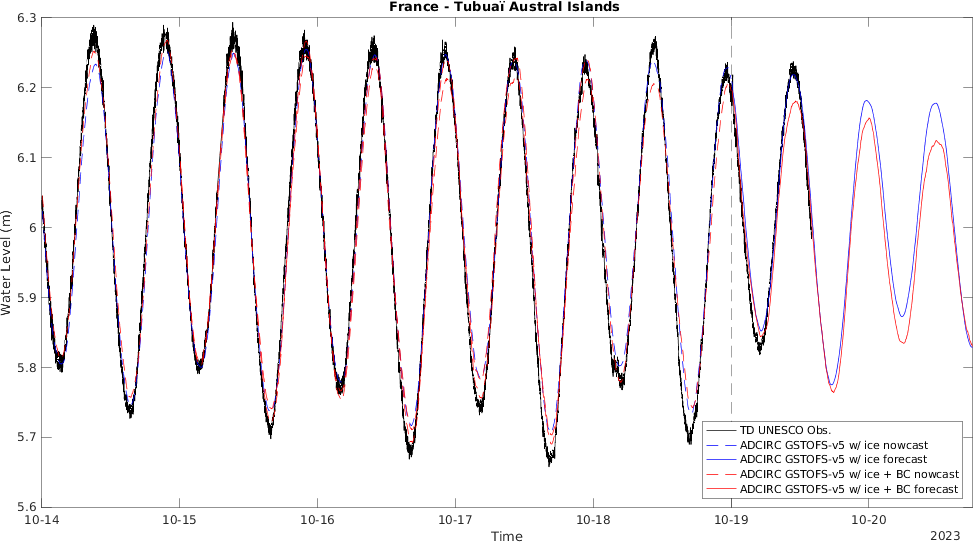 France - Tubuaï Austral Islands
6.3
6.2
6.1
6
5.9
5.8
5.7
5.6
Water Level (m)
10-14
10-15
10-16
10-17
10-18
10-19
10-20
Time
2023
TD UNESCO Obs.
ADCIRC GSTOFS-v5 w/ ice nowcast
ADCIRC GSTOFS-v5 w/ ice forecast
ADCIRC GSTOFS-v5 w/ ice + BC nowcast
ADCIRC GSTOFS-v5 w/ ice + BC forecast